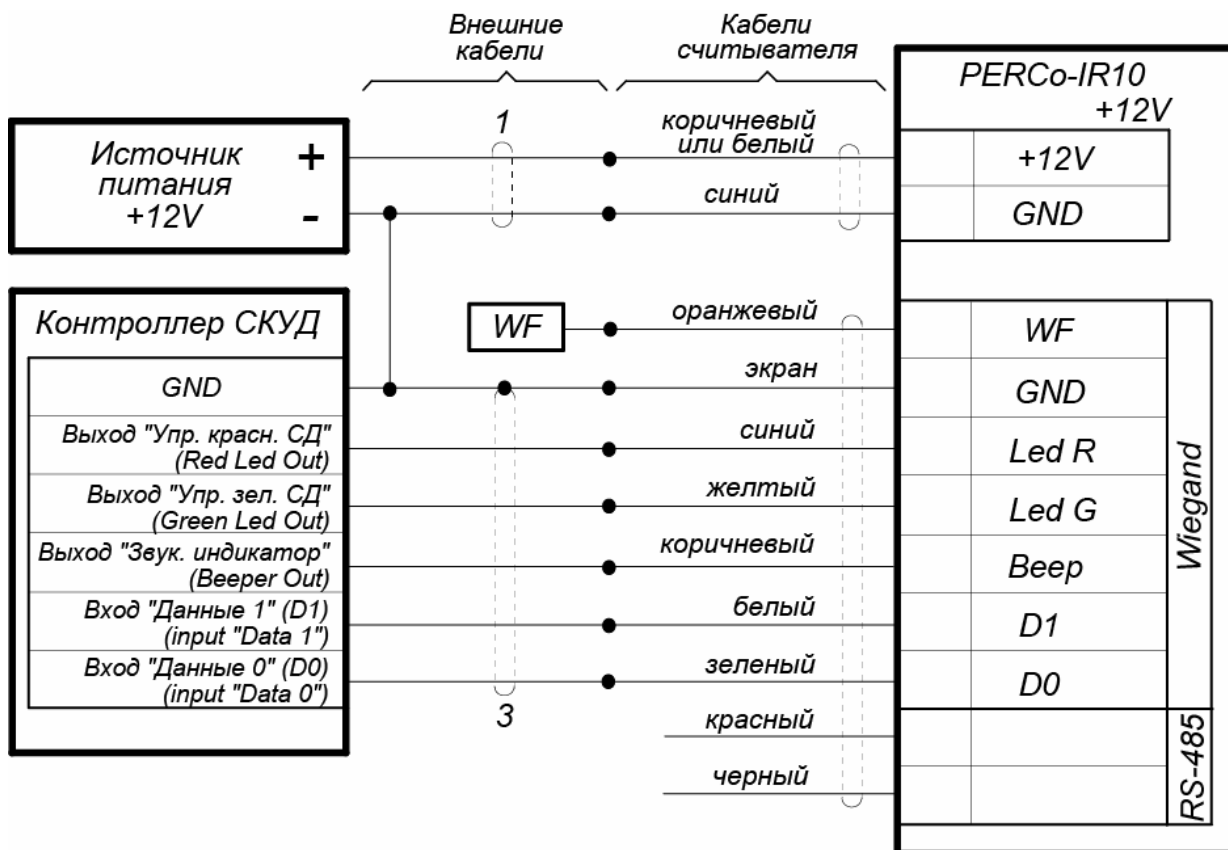 Внешние
кабели
Кабели
считывателя
PERCo-IR10
+12V
Источник
питания
+12V
+
-
1
коричневый
или белый
+12V
синий
GND
Контроллер СКУД
WF
оранжевый
WF
GND
экран
GND
Выход "Упр. красн. СД"
(Red Led Out)
синий
Led R
Выход "Упр. зел. СД"
(Green Led Out)
желтый
Led G
Выход "Звук. индикатор"
(Beeper Out)
коричневый
Beep
Вход "Данные 1" (D1)
(input "Data 1")
белый
D1
Вход "Данные 0" (D0)
(input "Data 0")
зеленый
D0
Wiegand
3
красный
черный
RS-485